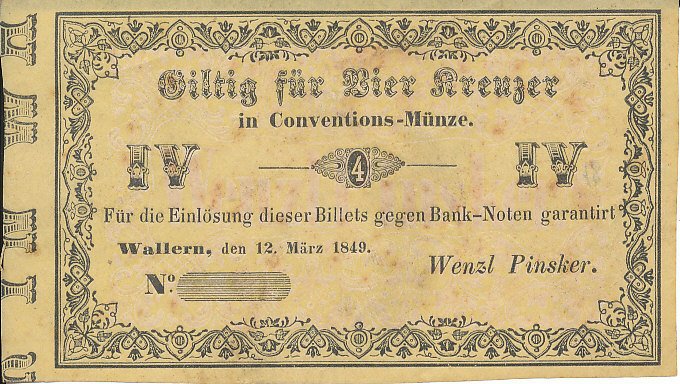 Giltig für Vier Kreuzer
in Conventions-Münze.
IV 4 IV
Für die Einlösung dieser Billets gegen Bank-Noten garantirt
Wallern, den 12. März 1849.
Wenzl Pinsker.
No.